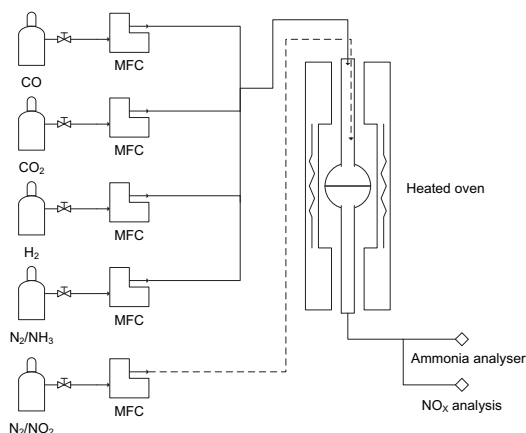 CO
MFC
CO₂
MFC
H₂
MFC
N₂/NH₃
MFC
N₂/NO₂
MFC
Heated oven
Ammonia analyser
NOₓ analysis